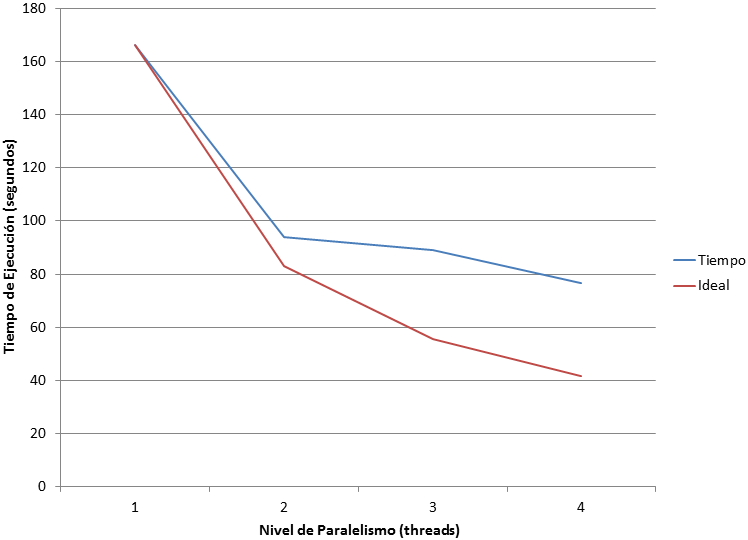 180
160
140
120
100
80
60
40
20
0
Tiempo de Ejecución (segundos)
1 2 3 4
Nivel de Paralelismo (threads)
Tiempo
Ideal